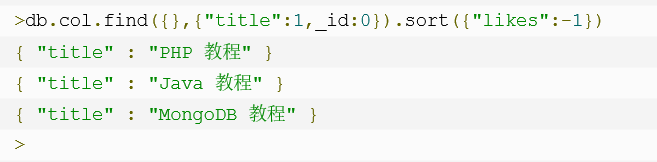 >db.col.find({},{"title":1,_id:0}).sort({"likes":-1})
{ "title" : "PHP 教程" }
{ "title" : "Java 教程" }
{ "title" : "MongoDB 教程" }
>